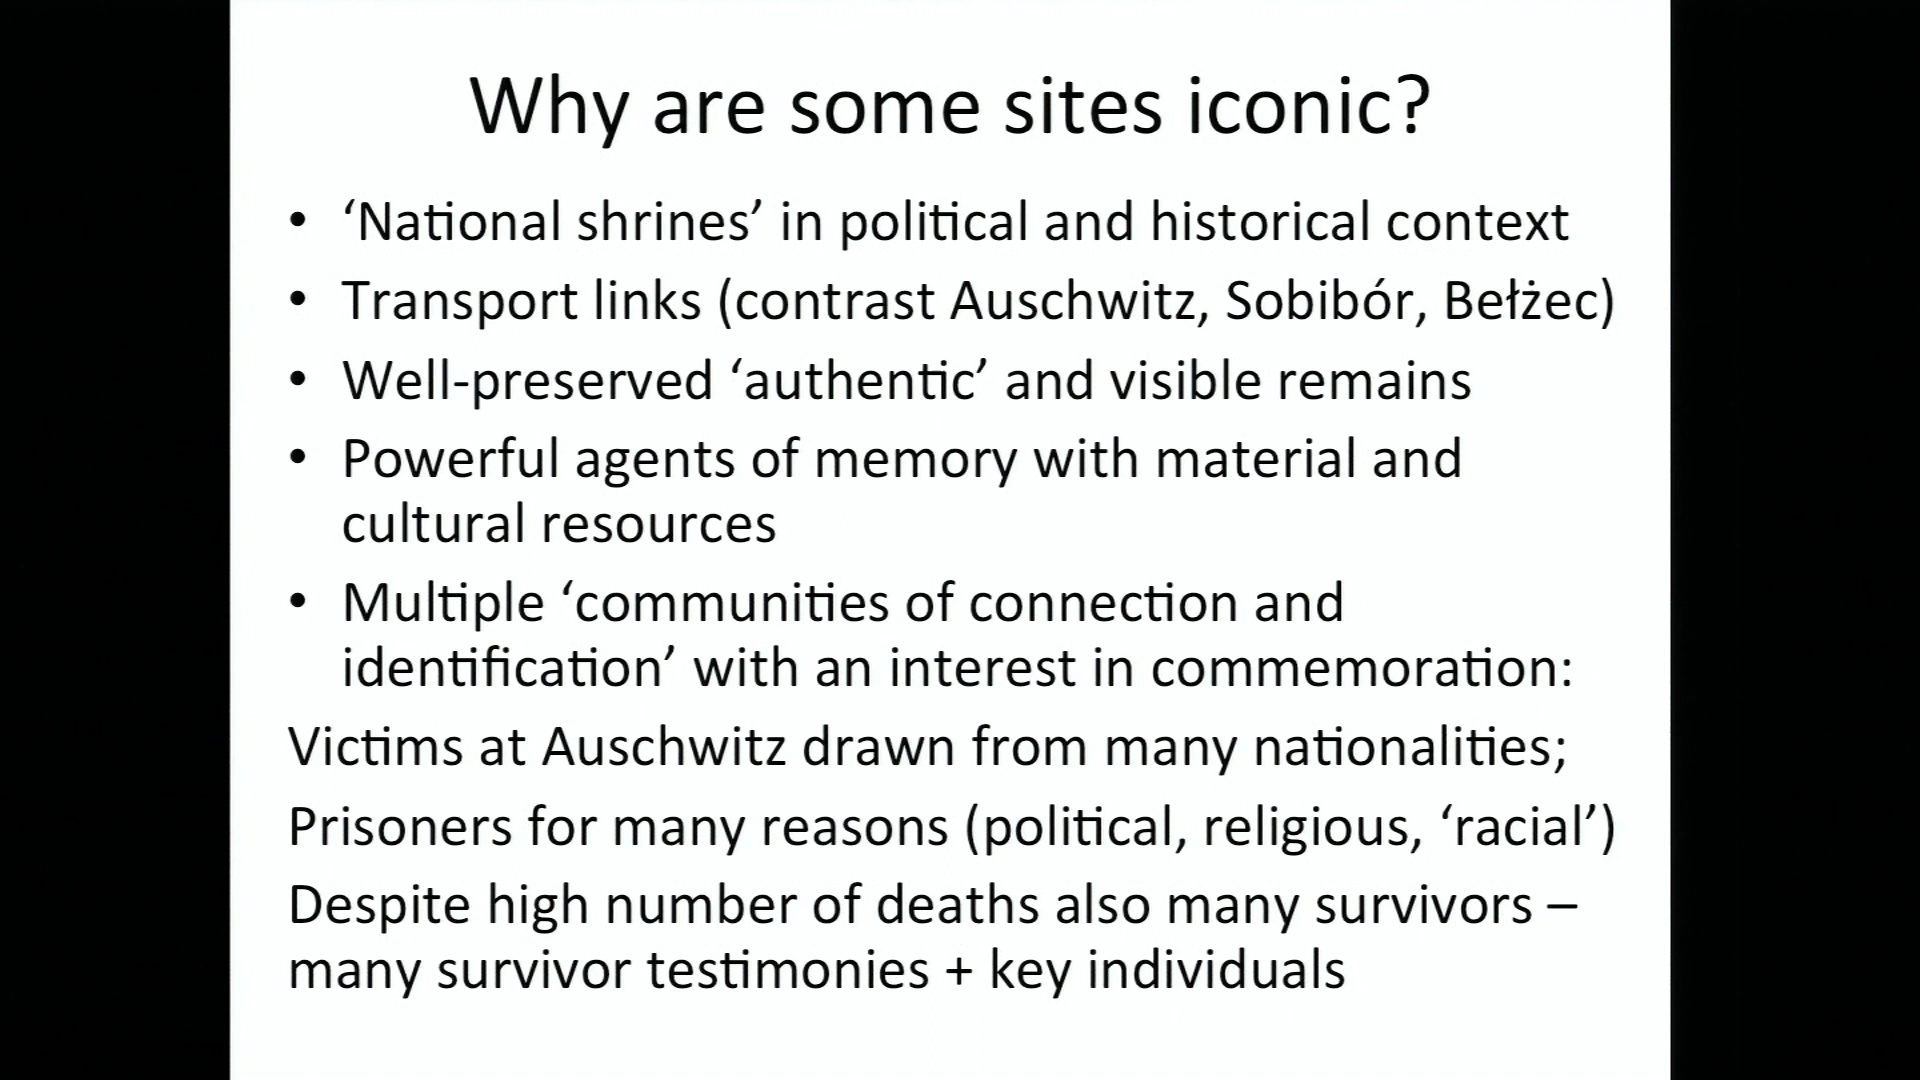 Why are some sites iconic?
• ‘National shrines’ in political and historical context
• Transport links (contrast Auschwitz, Sobibór, Bełżec)
• Well-preserved ‘authentic’ and visible remains
• Powerful agents of memory with material and
cultural resources
• Multiple ‘communities of connection and
identification’ with an interest in commemoration:
Victims at Auschwitz drawn from many nationalities;
Prisoners for many reasons (political, religious, ‘racial’)
Despite high number of deaths also many survivors –
many survivor testimonies + key individuals